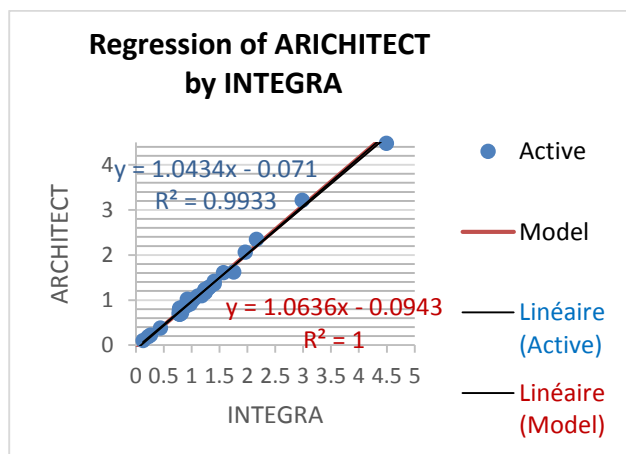 Regression of ARICHITECT
by INTEGRA
y = 1.0434x - 0.071
R² = 0.9933
y = 1.0636x - 0.0943
R² = 1
4
3
2
1
0
ARCHITECT
0 0.5 1 1.5 2 2.5 3 3.5 4 4.5 5
INTEGRA
Active
Model
Linéaire
(Active)
Linéaire
(Model)